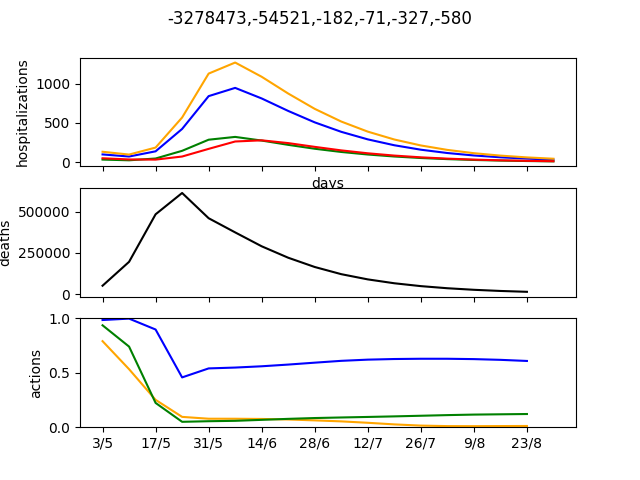 -3278473,-54521,-182,-71,-327,-580
hospitalizations
1000
500
0
days
deaths
500000
250000
0
actions
1.0
0.5
0.0
3/5 17/5 31/5 14/6 28/6 12/7 26/7 9/8 23/8